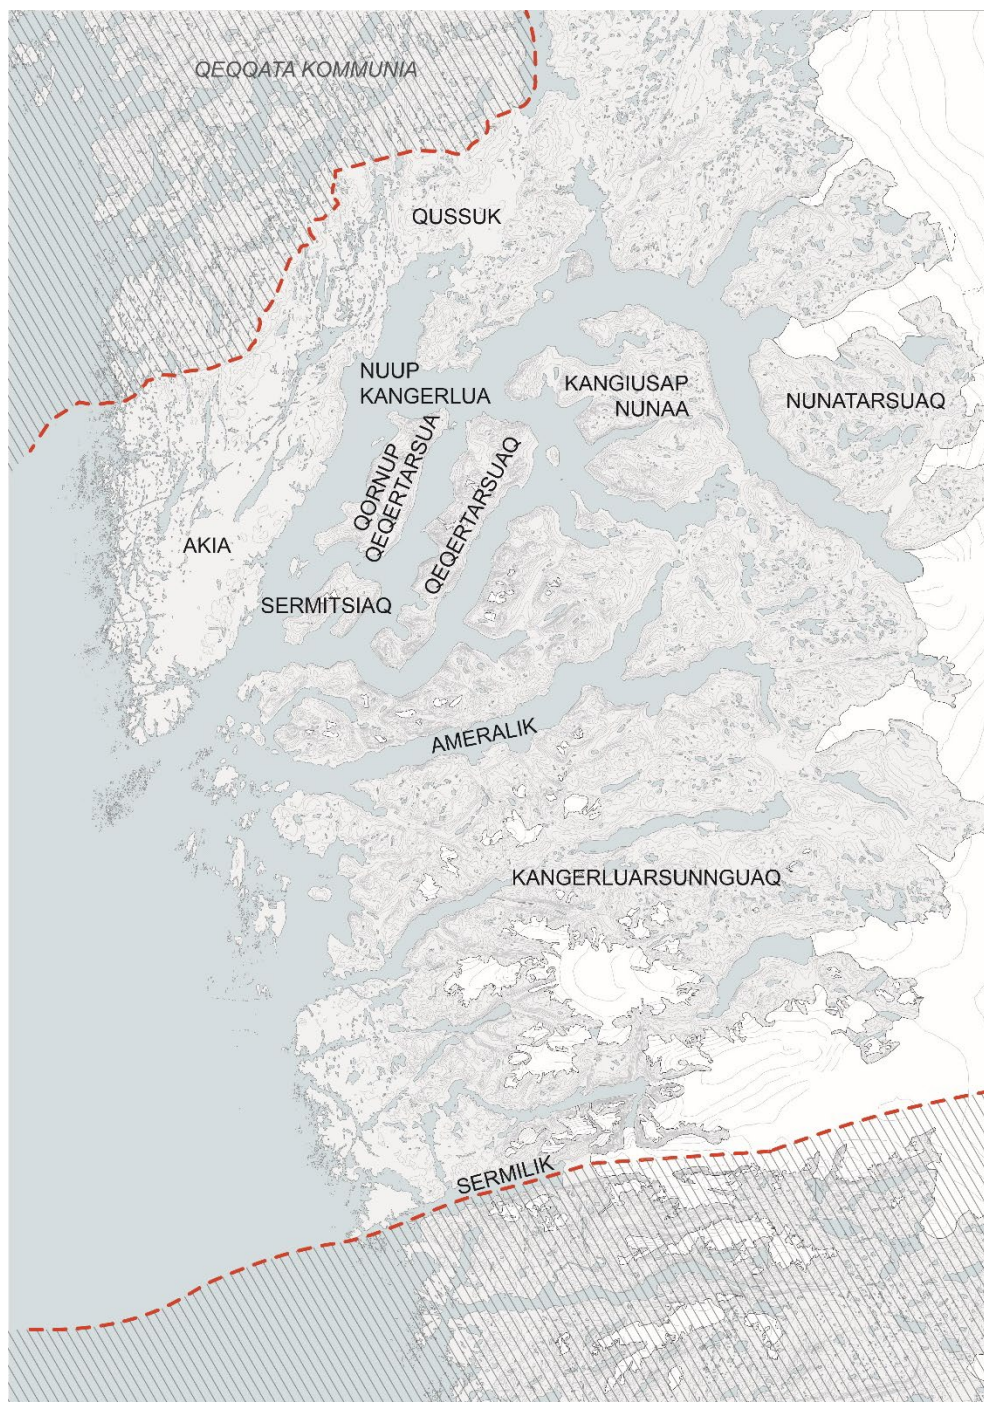 QEQQATA KOMMUNIA
QUSSUK
NUUP
KANGERLUA
KANGIUSAP
NUNAA
NUNATARSUAQ
QORNUP
QEQERTARSUA
QEQERTARSUAQ
AKIA
SERMITSIAQ
AMERALIK
KANGERLUARSUNNGUAQ
SERMILIK